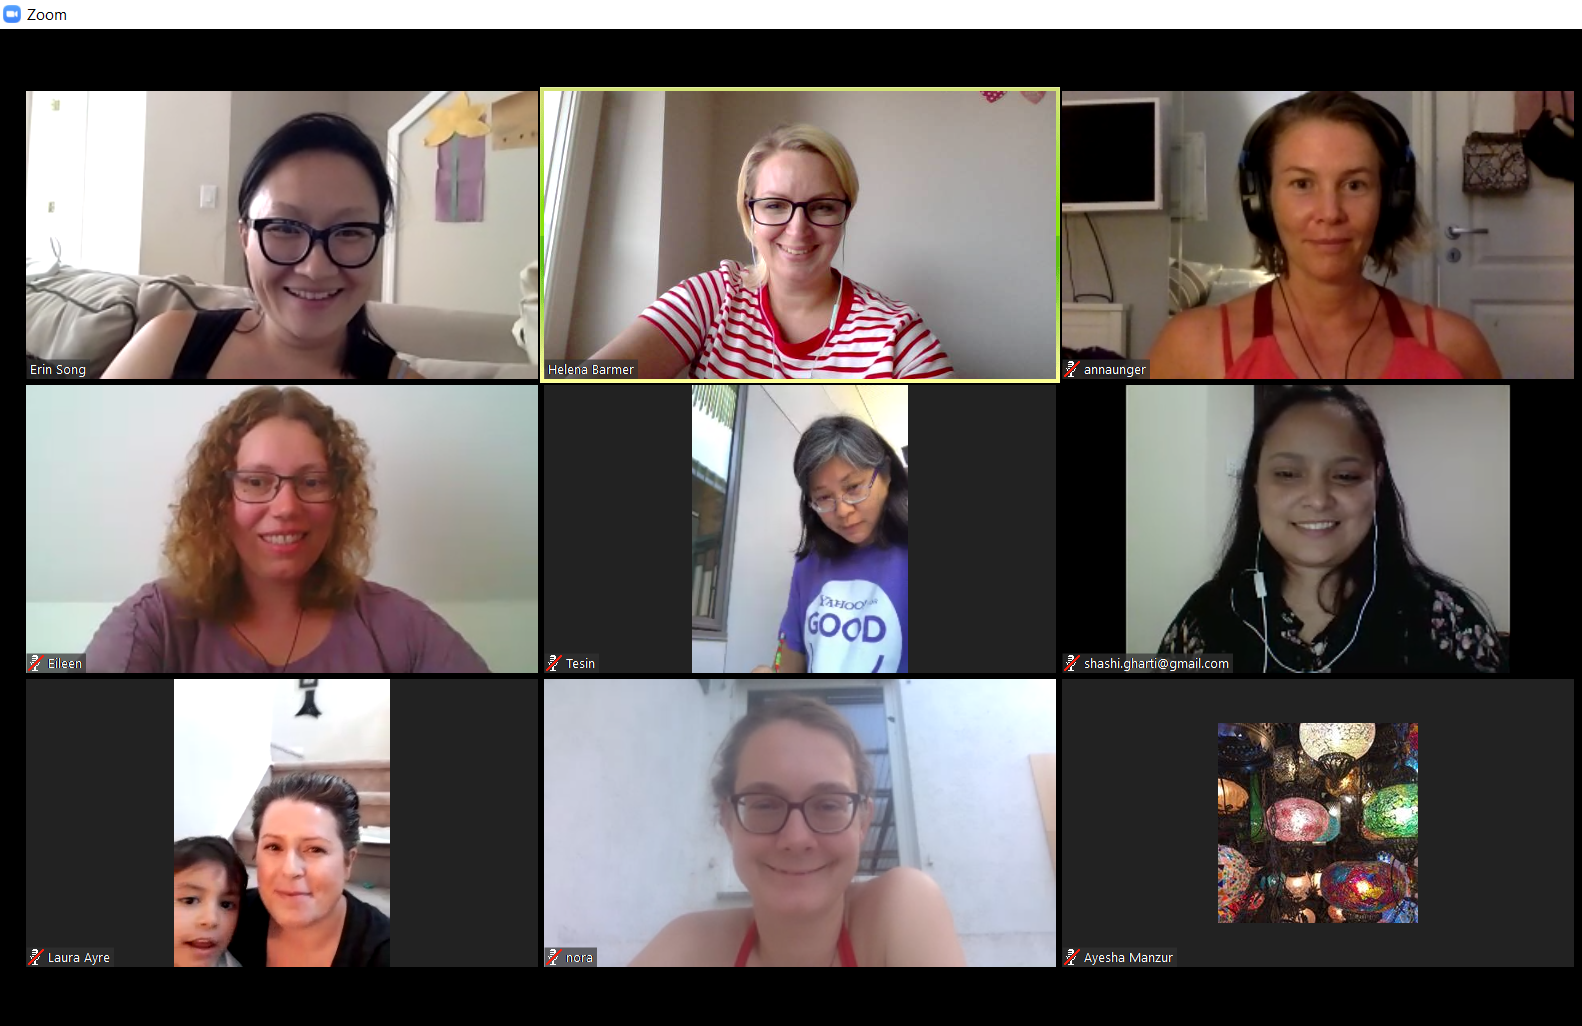 Zoom
Erin Song
Helena Barmer
annaunger
Eileen
Tesin
YAHOO!
GOOD
shashi.gharti@gmail.com
Laura Ayre
nora
Ayesha Manzur